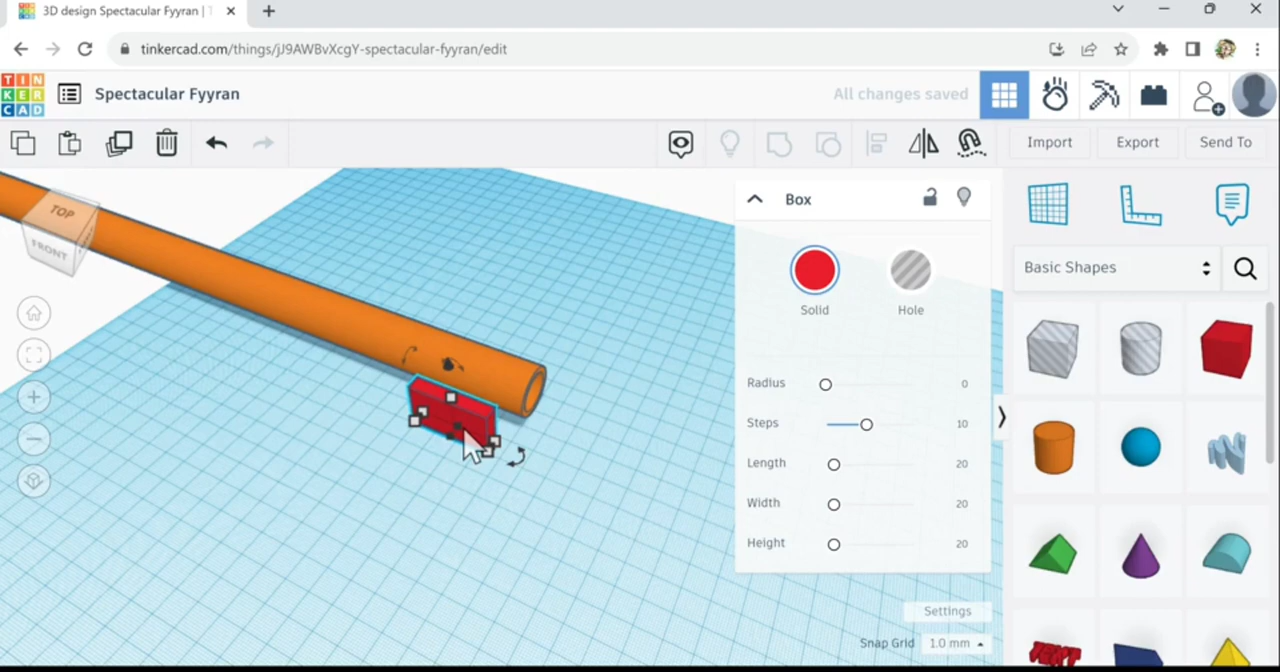 3D design Spectacular Fyyran | T
tinkercad.com/things/jJ9AWBvXcgY-spectacular-fyyran/edit
TIN
KER
CAD
Spectacular Fyyran
All changes saved
Import
Export
Send To
TOP
FRONT
Box
Solid
Hole
Radius 0
Steps 10
Length 20
Width 20
Height 20
Settings
Snap Grid 1.0 mm
Basic Shapes
TEXT